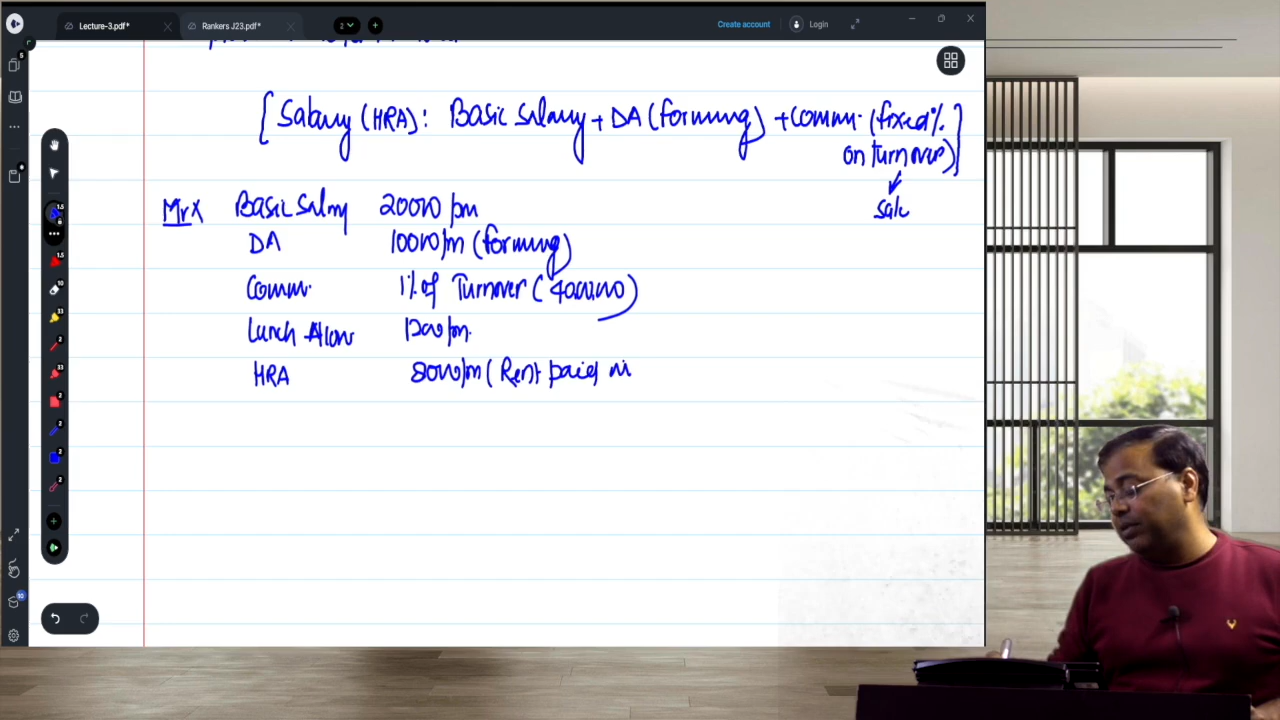 Lecture-3.pdf*
Rankers J23.pdf*
2
Create account
Login
[Salary (HRA): Basic Salary + DA (forming) + Comm. (fixed %
on turnover)]
sale
Mr X Basic Salary 20000 pm
DA 10000 pm (forming)
Comm. 1% of Turnover (4000000)
Lunch Allow 1200 pm.
HRA 8000 pm (Rent paid in